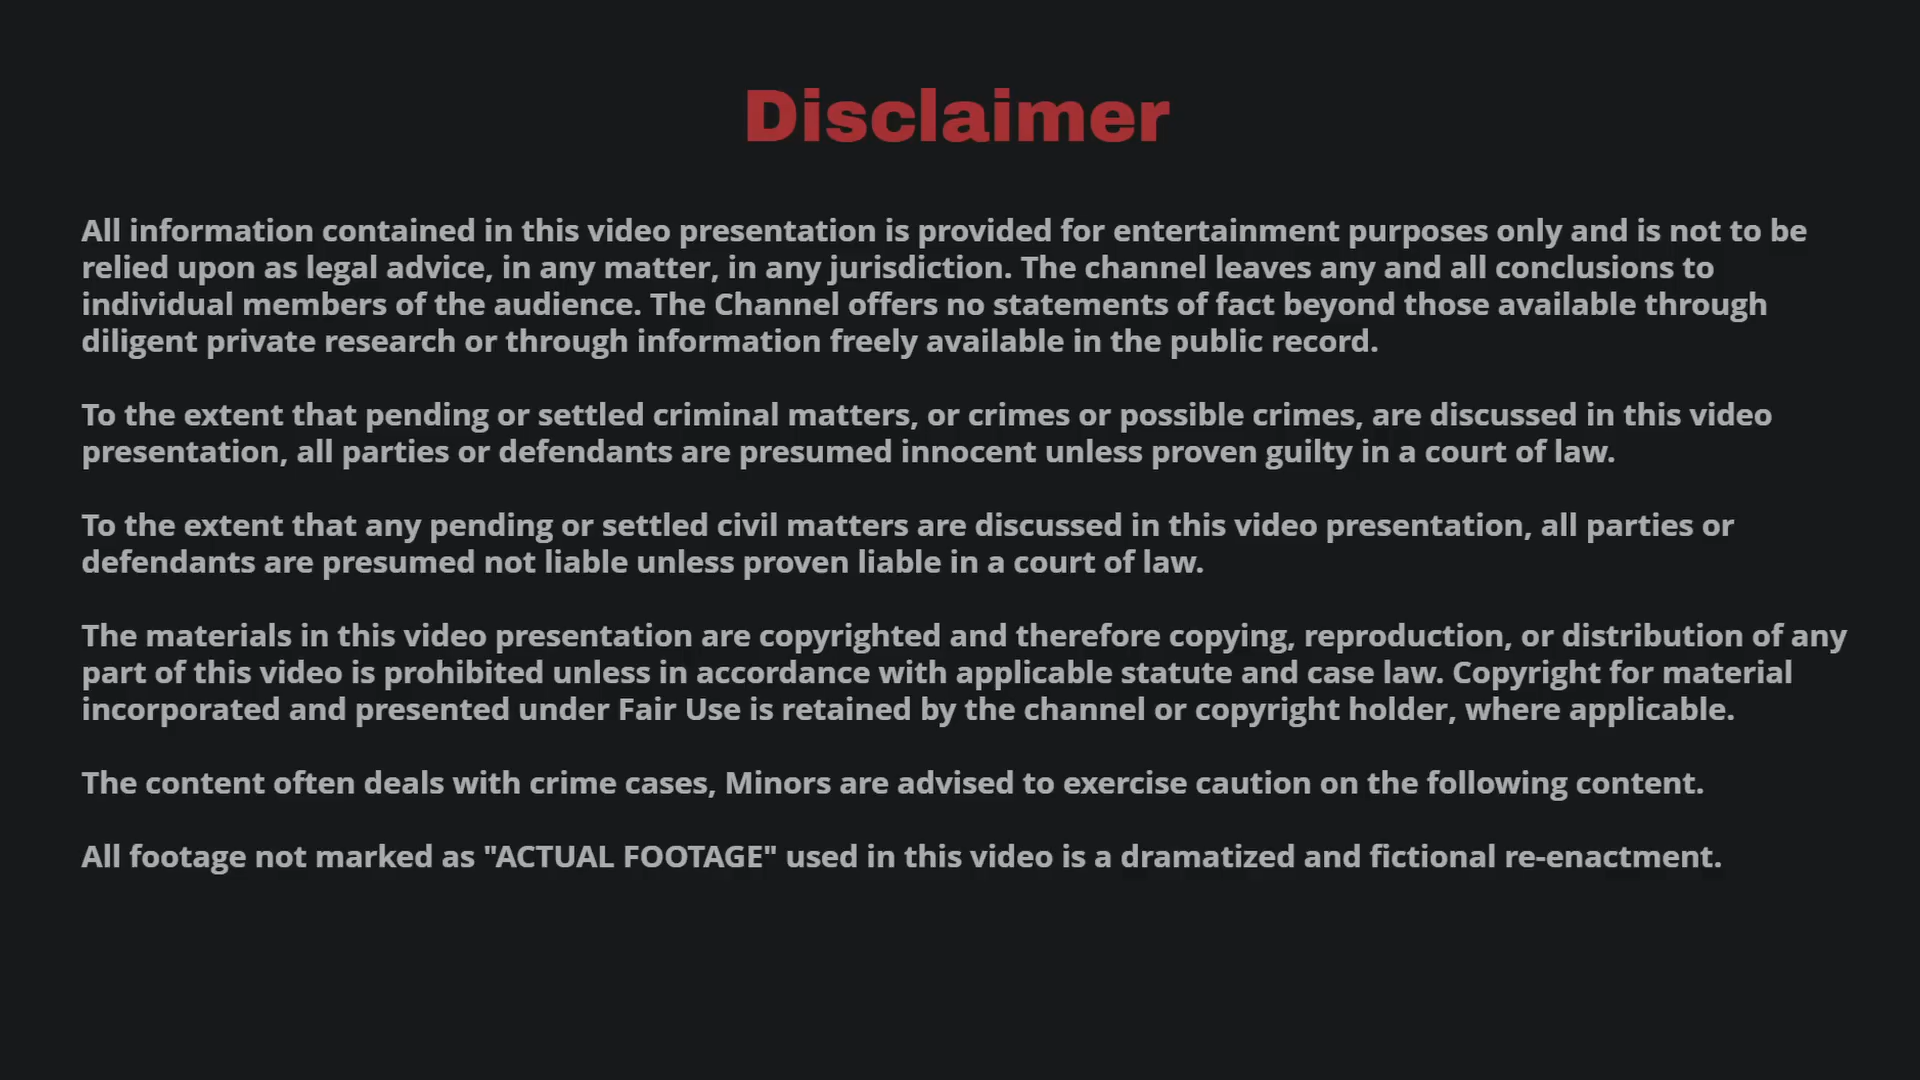 Disclaimer
All information contained in this video presentation is provided for entertainment purposes only and is not to be
relied upon as legal advice, in any matter, in any jurisdiction. The channel leaves any and all conclusions to
individual members of the audience. The Channel offers no statements of fact beyond those available through
diligent private research or through information freely available in the public record.
To the extent that pending or settled criminal matters, or crimes or possible crimes, are discussed in this video
presentation, all parties or defendants are presumed innocent unless proven guilty in a court of law.
To the extent that any pending or settled civil matters are discussed in this video presentation, all parties or
defendants are presumed not liable unless proven liable in a court of law.
The materials in this video presentation are copyrighted and therefore copying, reproduction, or distribution of any
part of this video is prohibited unless in accordance with applicable statute and case law. Copyright for material
incorporated and presented under Fair Use is retained by the channel or copyright holder, where applicable.
The content often deals with crime cases, Minors are advised to exercise caution on the following content.
All footage not marked as "ACTUAL FOOTAGE" used in this video is a dramatized and fictional re-enactment.